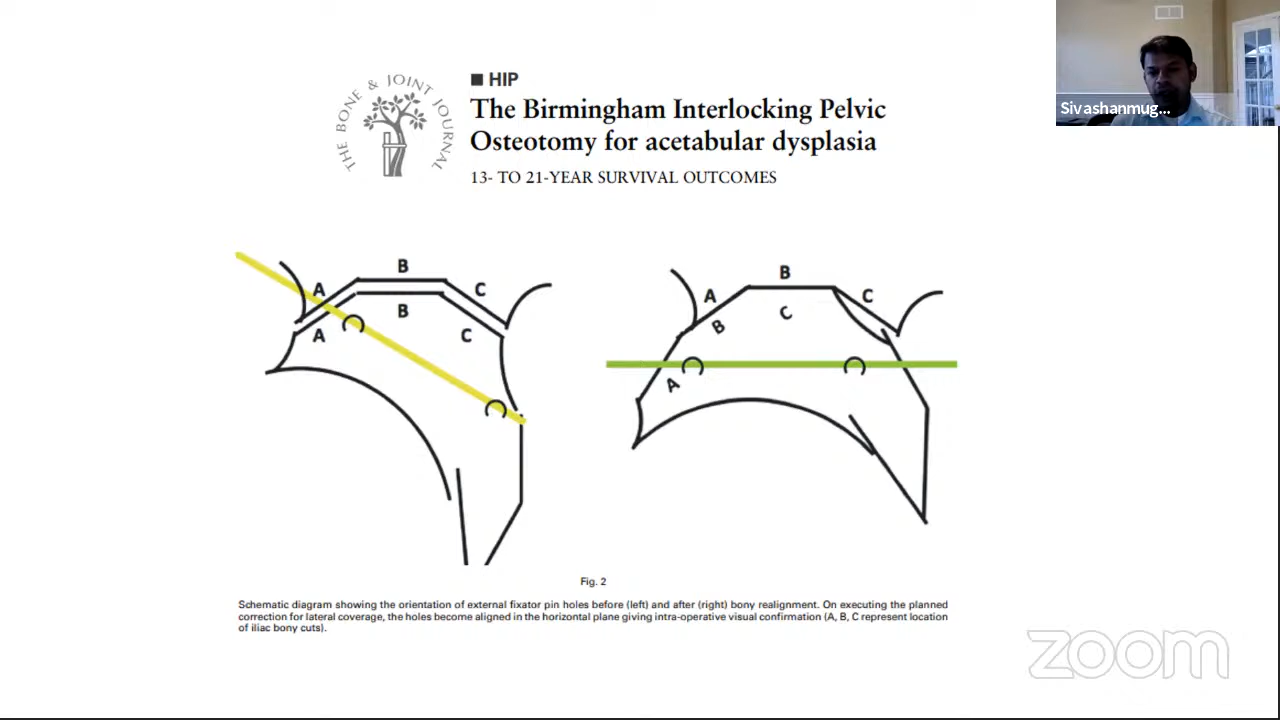 Sivashanmug...
THE BONE & JOINT JOURNAL
HIP
The Birmingham Interlocking Pelvic
Osteotomy for acetabular dysplasia
13- TO 21-YEAR SURVIVAL OUTCOMES
A
B
C
A
B
C
A
B
C
B
C
A
Fig. 2
Schematic diagram showing the orientation of external fixator pin holes before (left) and after (right) bony realignment. On executing the planned
correction for lateral coverage, the holes become aligned in the horizontal plane giving intra-operative visual confirmation (A, B, C represent location
of iliac bony cuts).
zoom